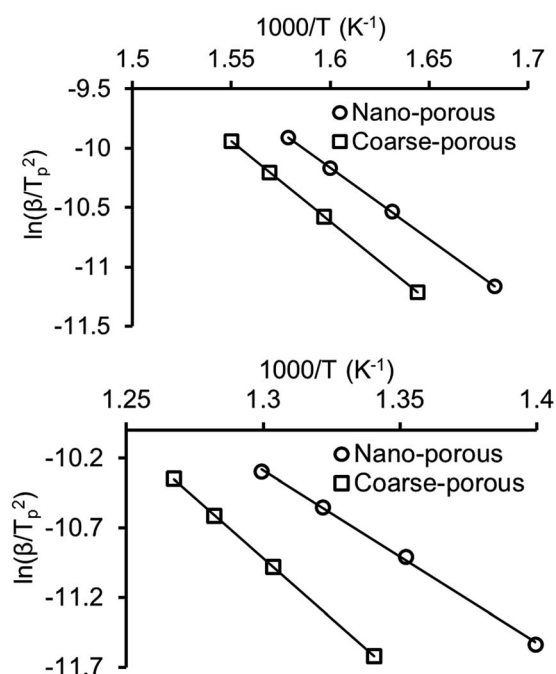 1000/T (K⁻¹)
1.5 1.55 1.6 1.65 1.7
-9.5
-10
-10.5
-11
-11.5
ln(β/Tₚ²)
Nano-porous
Coarse-porous
1000/T (K⁻¹)
1.25 1.3 1.35 1.4
-10.2
-10.7
-11.2
-11.7
ln(β/Tₚ²)
Nano-porous
Coarse-porous